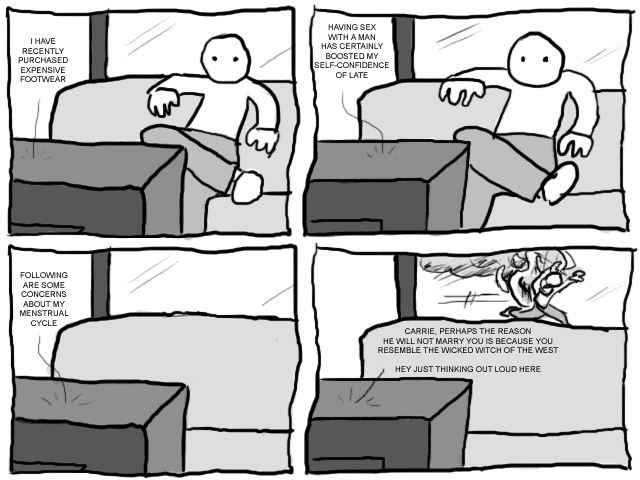 I HAVE
RECENTLY
PURCHASED
EXPENSIVE
FOOTWEAR
HAVING SEX
WITH A MAN
HAS CERTAINLY
BOOSTED MY
SELF-CONFIDENCE
OF LATE
FOLLOWING
ARE SOME
CONCERNS
ABOUT MY
MENSTRUAL
CYCLE
CARRIE, PERHAPS THE REASON
HE WILL NOT MARRY YOU IS BECAUSE YOU
RESEMBLE THE WICKED WITCH OF THE WEST
HEY JUST THINKING OUT LOUD HERE